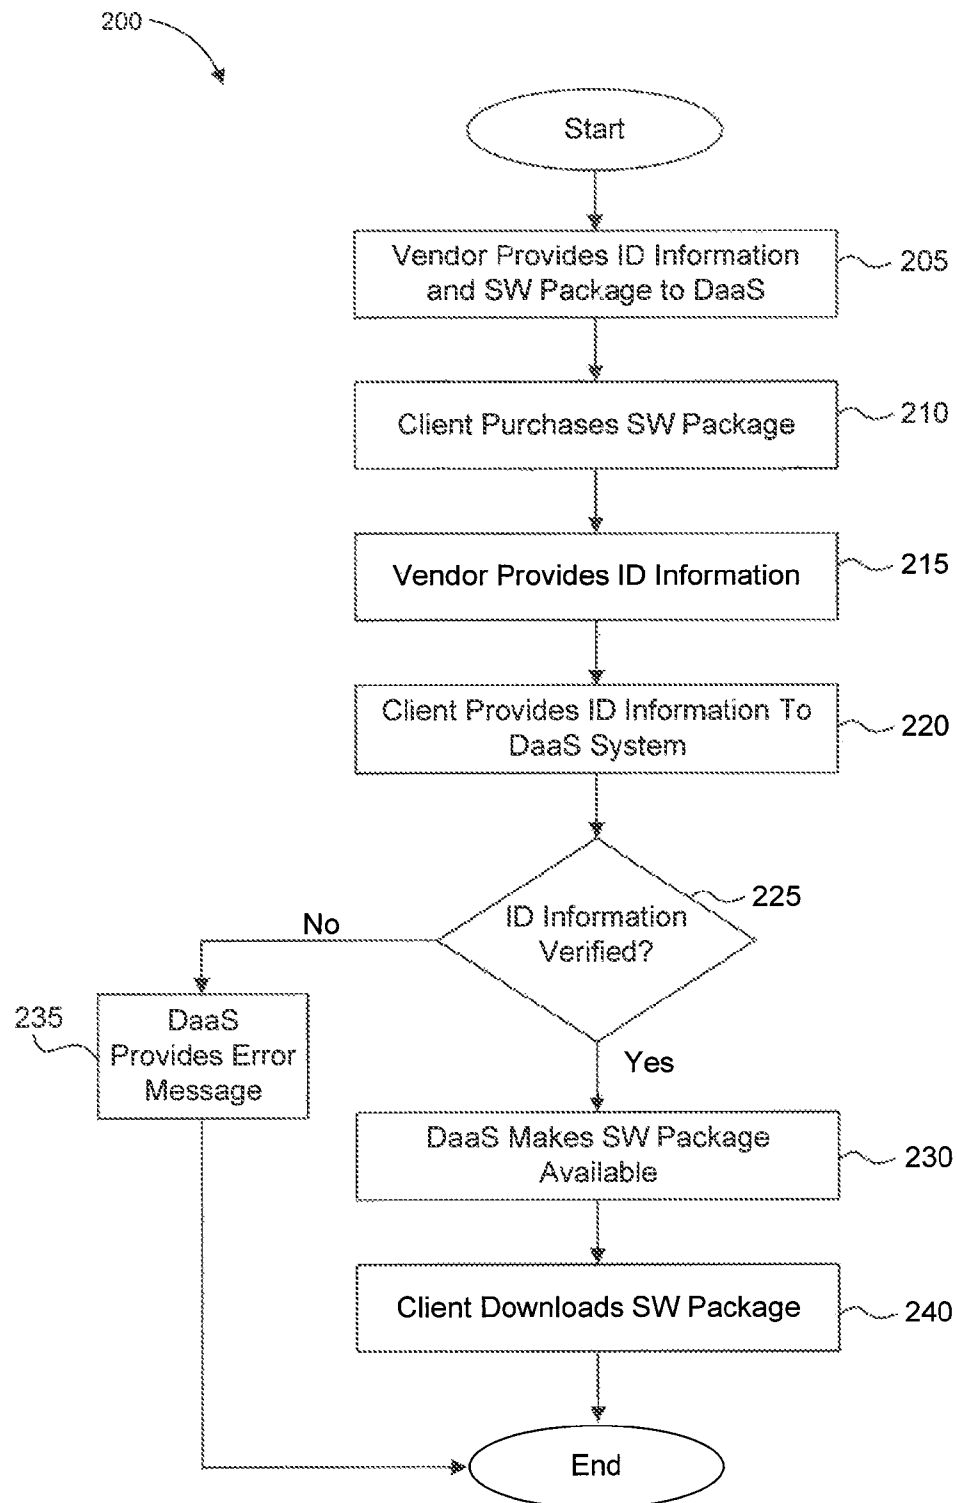 200
Start
Vendor Provides ID Information
and SW Package to DaaS
205
Client Purchases SW Package
210
Vendor Provides ID Information
215
Client Provides ID Information To
DaaS System
220
ID Information
Verified?
225
No
Yes
235
DaaS
Provides Error
Message
DaaS Makes SW Package
Available
230
Client Downloads SW Package
240
End